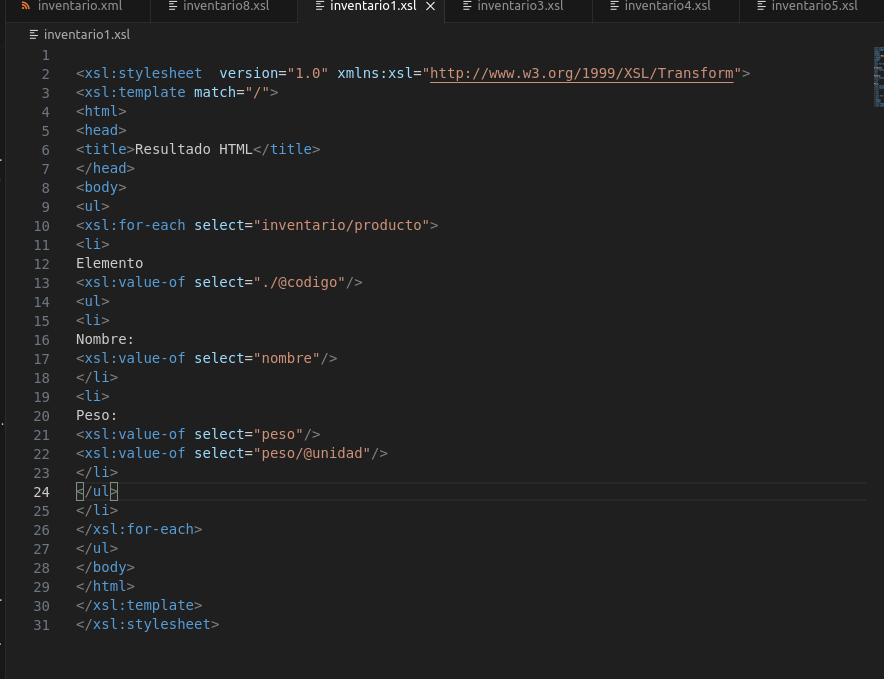 inventario.xml inventario8.xsl inventario1.xsl inventario3.xsl inventario4.xsl inventario5.xsl
inventario1.xsl
1
2 <xsl:stylesheet  version="1.0" xmlns:xsl="http://www.w3.org/1999/XSL/Transform">
3 <xsl:template match="/">
4 <html>
5 <head>
6 <title>Resultado HTML</title>
7 </head>
8 <body>
9 <ul>
10 <xsl:for-each select="inventario/producto">
11 <li>
12 Elemento
13 <xsl:value-of select="./@codigo"/>
14 <ul>
15 <li>
16 Nombre:
17 <xsl:value-of select="nombre"/>
18 </li>
19 <li>
20 Peso:
21 <xsl:value-of select="peso"/>
22 <xsl:value-of select="peso/@unidad"/>
23 </li>
24 </ul>
25 </li>
26 </xsl:for-each>
27 </ul>
28 </body>
29 </html>
30 </xsl:template>
31 </xsl:stylesheet>